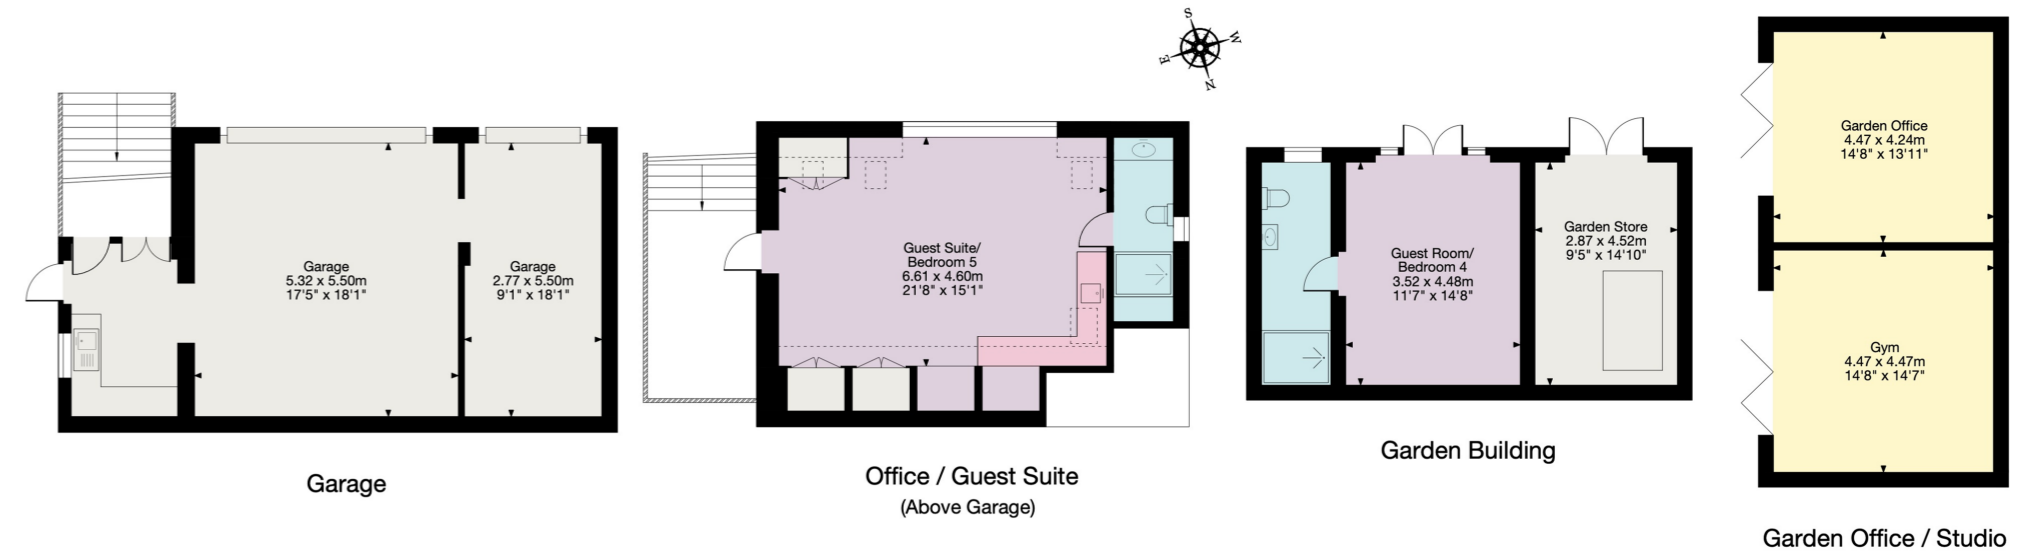 Garage
5.32 x 5.50m
17'5" x 18'1"
Garage
2.77 x 5.50m
9'1" x 18'1"
Garage
Guest Suite/
Bedroom 5
6.61 x 4.60m
21'8" x 15'1"
Office / Guest Suite
(Above Garage)
S
W
E
N
Guest Room/
Bedroom 4
3.52 x 4.48m
11'7" x 14'8"
Garden Store
2.87 x 4.52m
9'5" x 14'10"
Garden Building
Garden Office
4.47 x 4.24m
14'8" x 13'11"
Gym
4.47 x 4.47m
14'8" x 14'7"
Garden Office / Studio